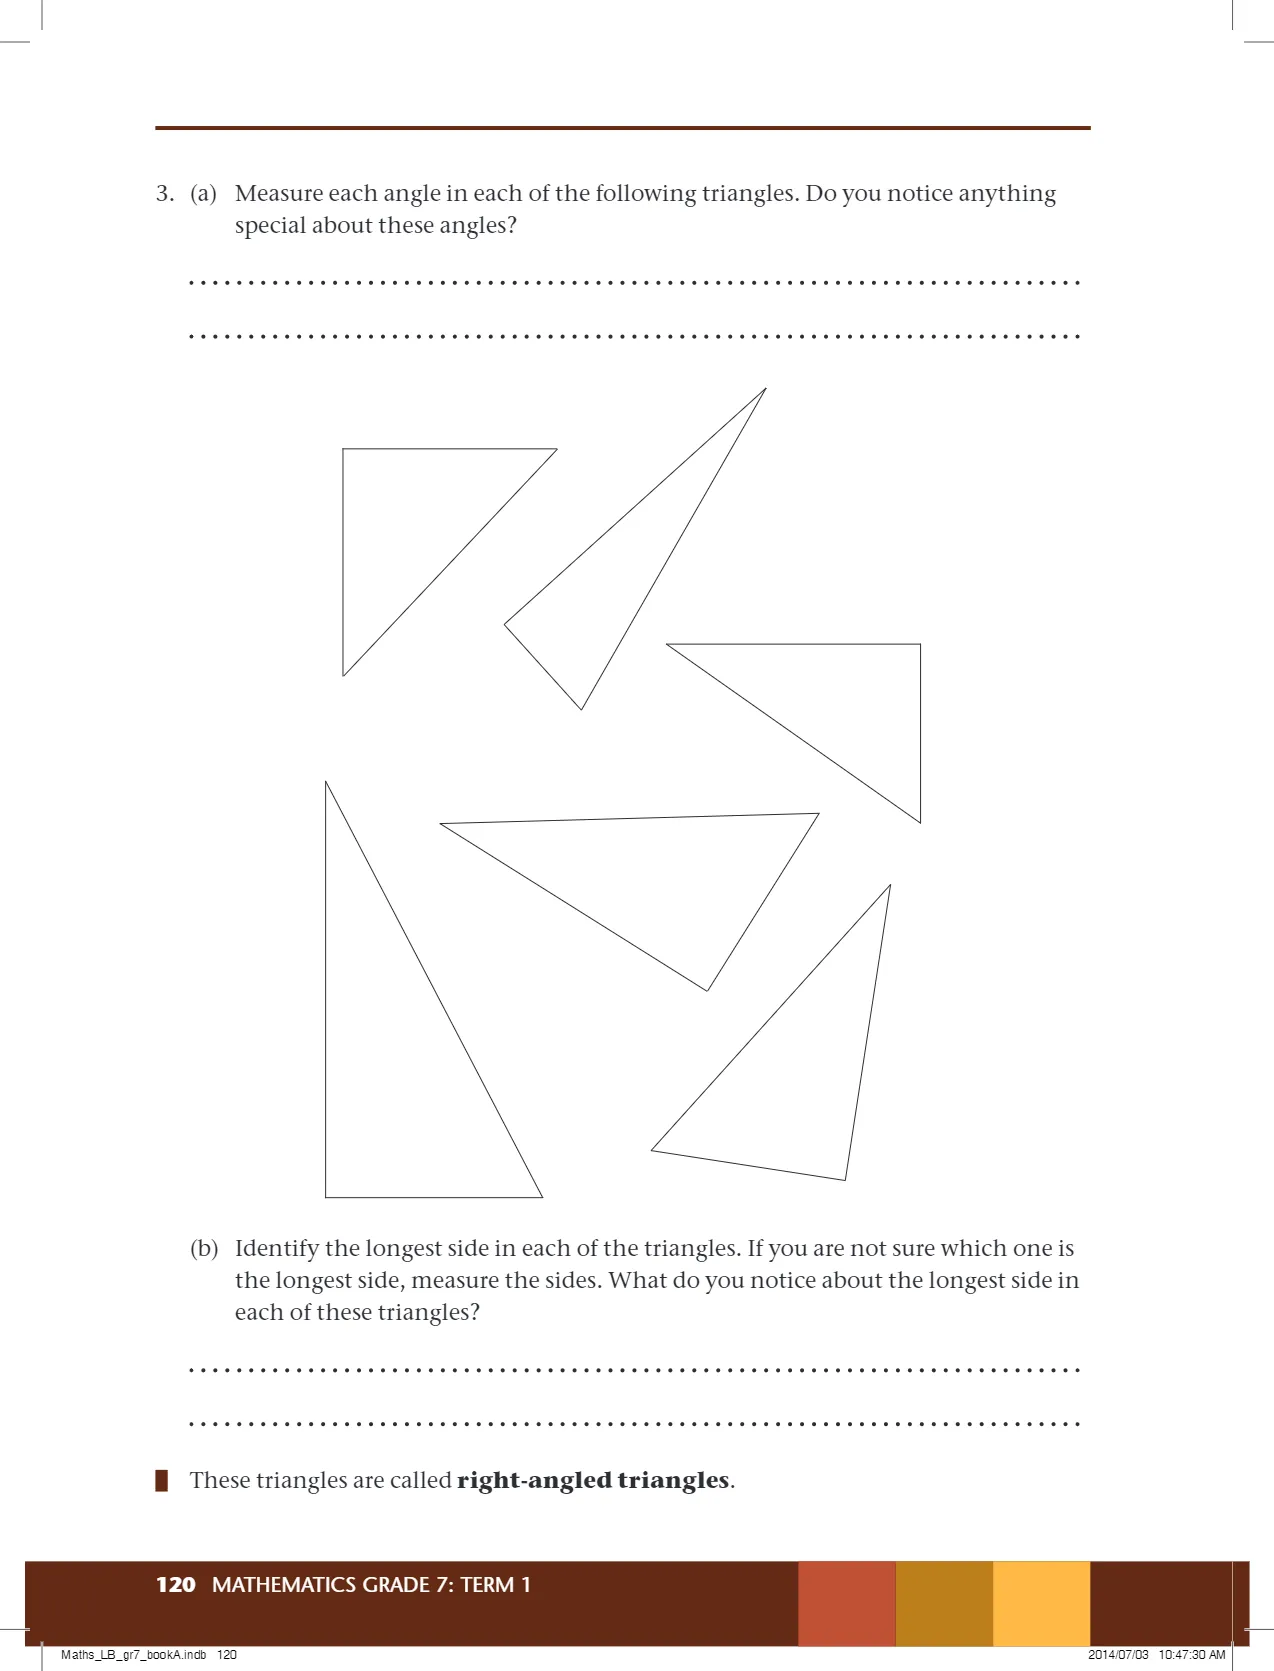 3. (a) Measure each angle in each of the following triangles. Do you notice anything
special about these angles?
(b) Identify the longest side in each of the triangles. If you are not sure which one is
the longest side, measure the sides. What do you notice about the longest side in
each of these triangles?
These triangles are called right-angled triangles.
120 MATHEMATICS GRADE 7: TERM 1
Maths_LB_gr7_bookA.indb 120
2014/07/03 10:47:30 AM